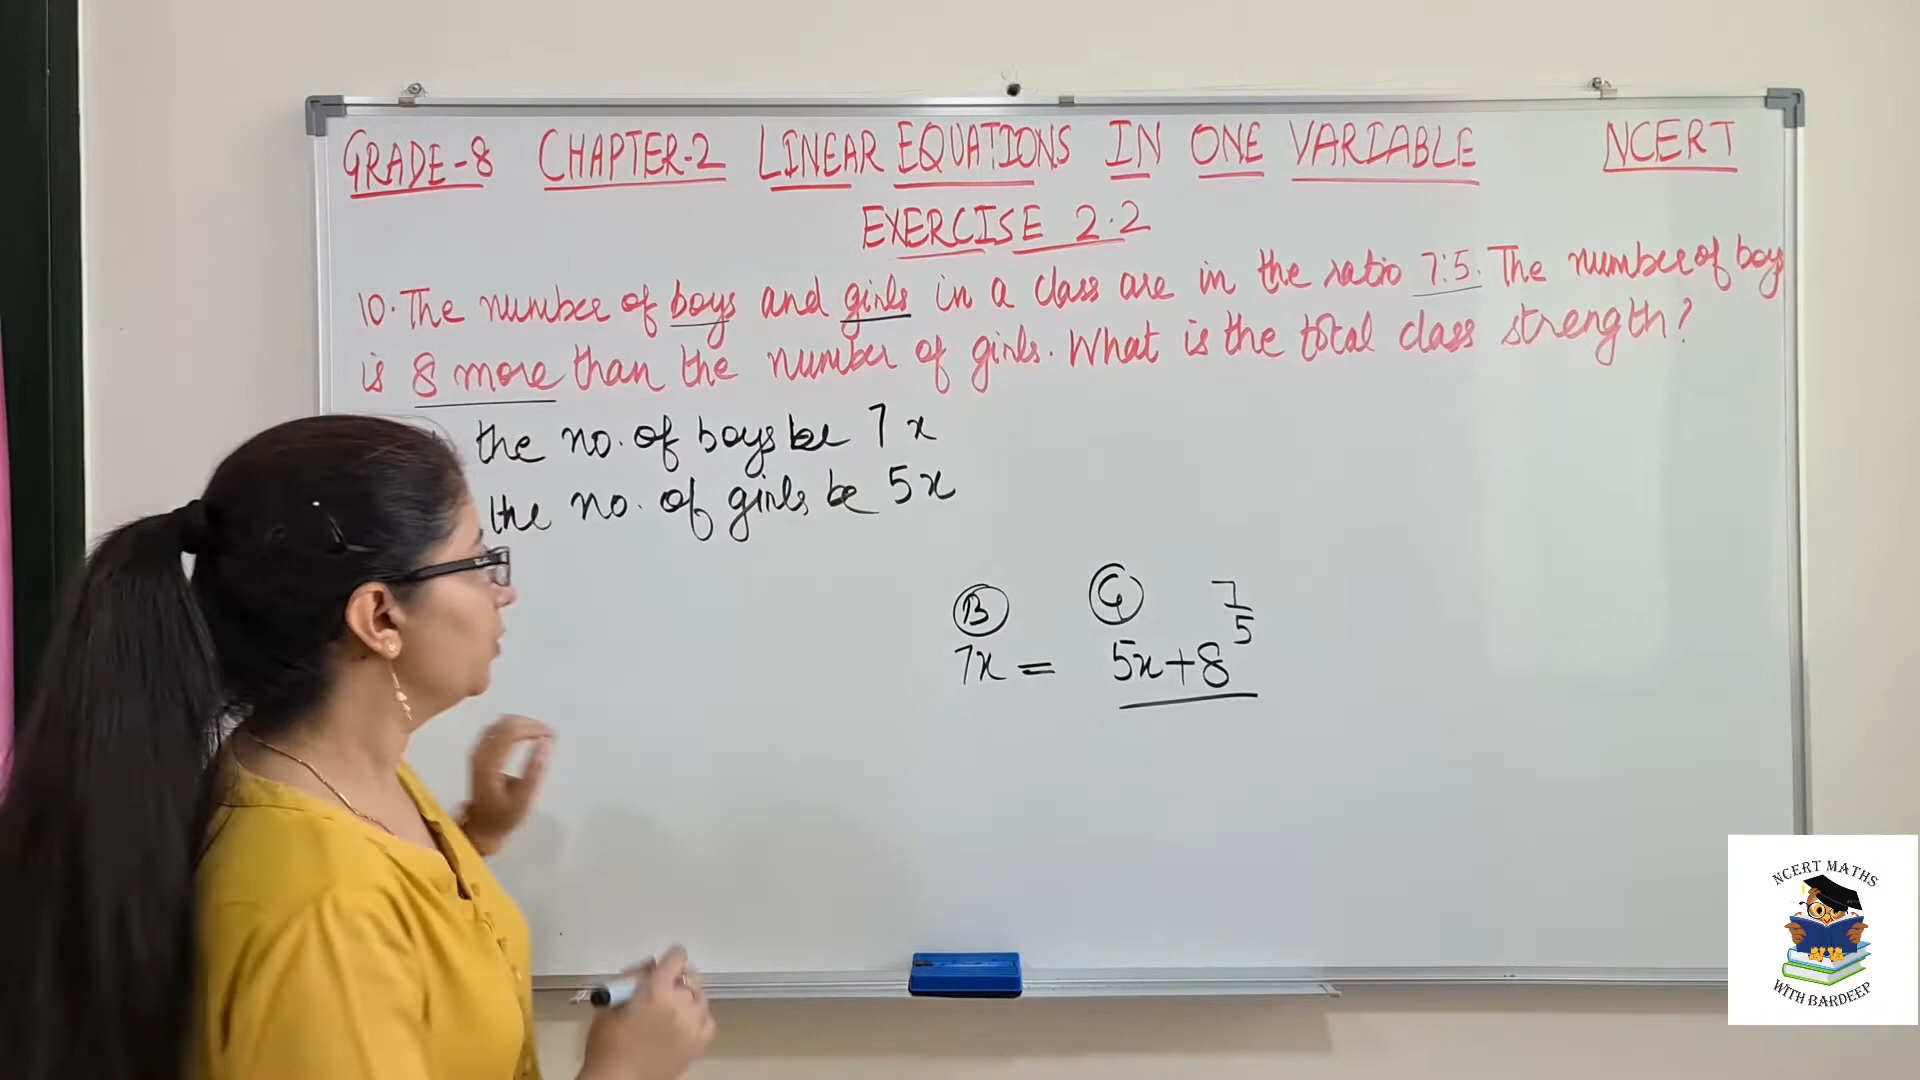 GRADE-8 CHAPTER-2 LINEAR EQUATIONS IN ONE VARIABLE NCERT
EXERCISE 2.2
10. The number of boys and girls in a class are in the ratio 7:5. The number of boys
is 8 more than the number of girls. What is the total class strength?
the no. of boys be 7x
the no. of girls be 5x
B G 7/5
7x = 5x+8
NCERT MATHS
WITH BARDEEP